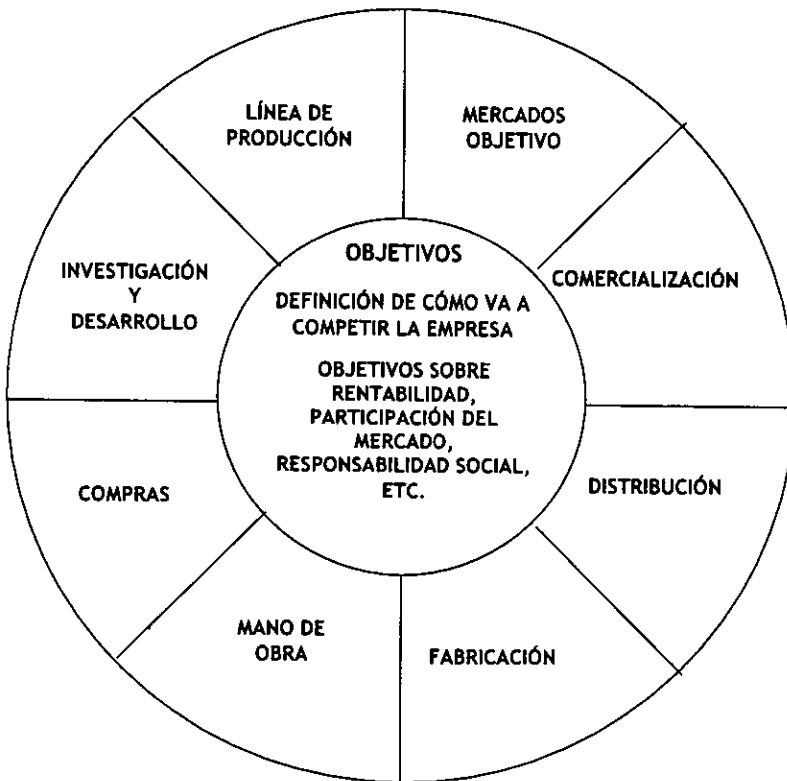 LÍNEA DE
PRODUCCIÓN
MERCADOS
OBJETIVO
COMERCIALIZACIÓN
DISTRIBUCIÓN
FABRICACIÓN
MANO DE
OBRA
COMPRAS
INVESTIGACIÓN
Y
DESARROLLO
OBJETIVOS
DEFINICIÓN DE CÓMO VA A
COMPETIR LA EMPRESA
OBJETIVOS SOBRE
RENTABILIDAD,
PARTICIPACIÓN DEL
MERCADO,
RESPONSABILIDAD SOCIAL,
ETC.